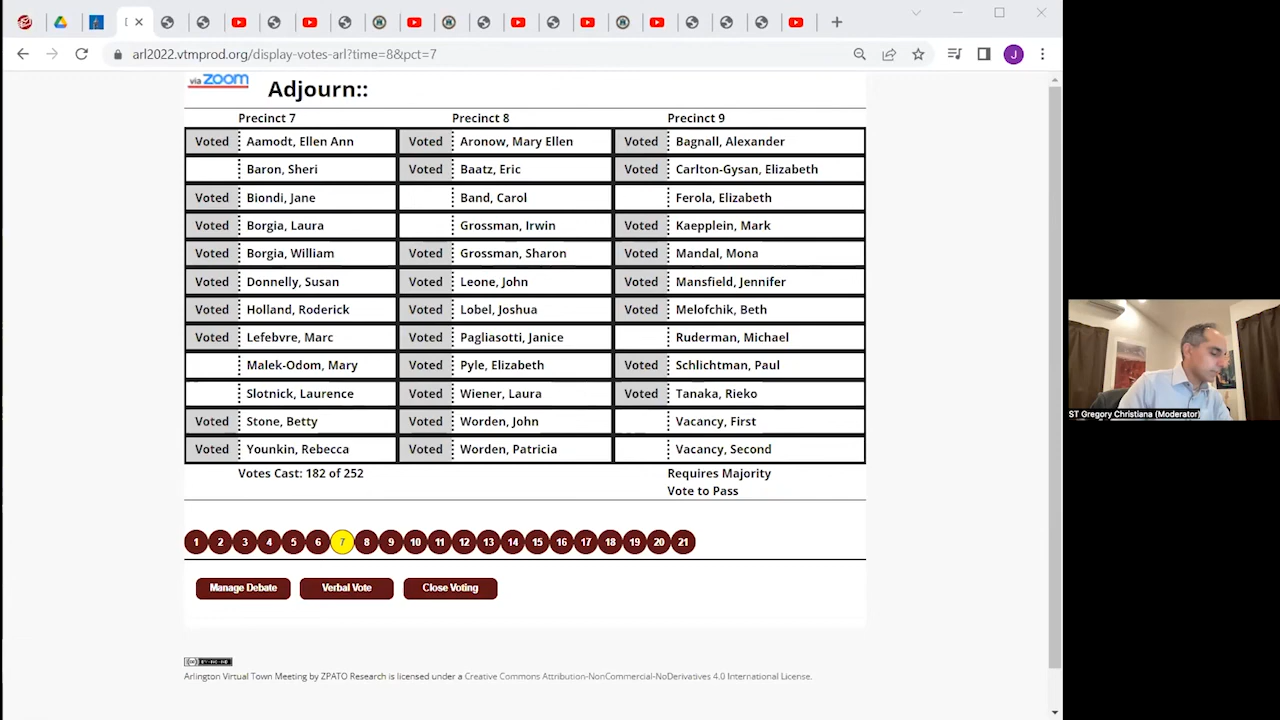 arl2022.vtmprod.org/display-votes-arl?time=8&pct=7
J
via zoom
Adjourn::
Precinct 7 Precinct 8 Precinct 9
Voted Aamodt, Ellen Ann Voted Aronow, Mary Ellen Voted Bagnall, Alexander
Baron, Sheri Voted Baatz, Eric Voted Carlton-Gysan, Elizabeth
Voted Biondi, Jane Band, Carol Ferola, Elizabeth
Voted Borgia, Laura Grossman, Irwin Voted Kaepplein, Mark
Voted Borgia, William Voted Grossman, Sharon Voted Mandal, Mona
Voted Donnelly, Susan Voted Leone, John Voted Mansfield, Jennifer
Voted Holland, Roderick Voted Lobel, Joshua Voted Melofchik, Beth
Voted Lefebvre, Marc Voted Pagliasotti, Janice Ruderman, Michael
Malek-Odom, Mary Voted Pyle, Elizabeth Voted Schlichtman, Paul
Slotnick, Laurence Voted Wiener, Laura Voted Tanaka, Rieko
Voted Stone, Betty Voted Worden, John Vacancy, First
Voted Younkin, Rebecca Voted Worden, Patricia Vacancy, Second
Votes Cast: 182 of 252 Requires Majority
Vote to Pass
1 2 3 4 5 6 7 8 9 10 11 12 13 14 15 16 17 18 19 20 21
Manage Debate Verbal Vote Close Voting
Arlington Virtual Town Meeting by ZPATO Research is licensed under a Creative Commons Attribution-NonCommercial-NoDerivatives 4.0 International License.
ST Gregory Christiana (Moderator)